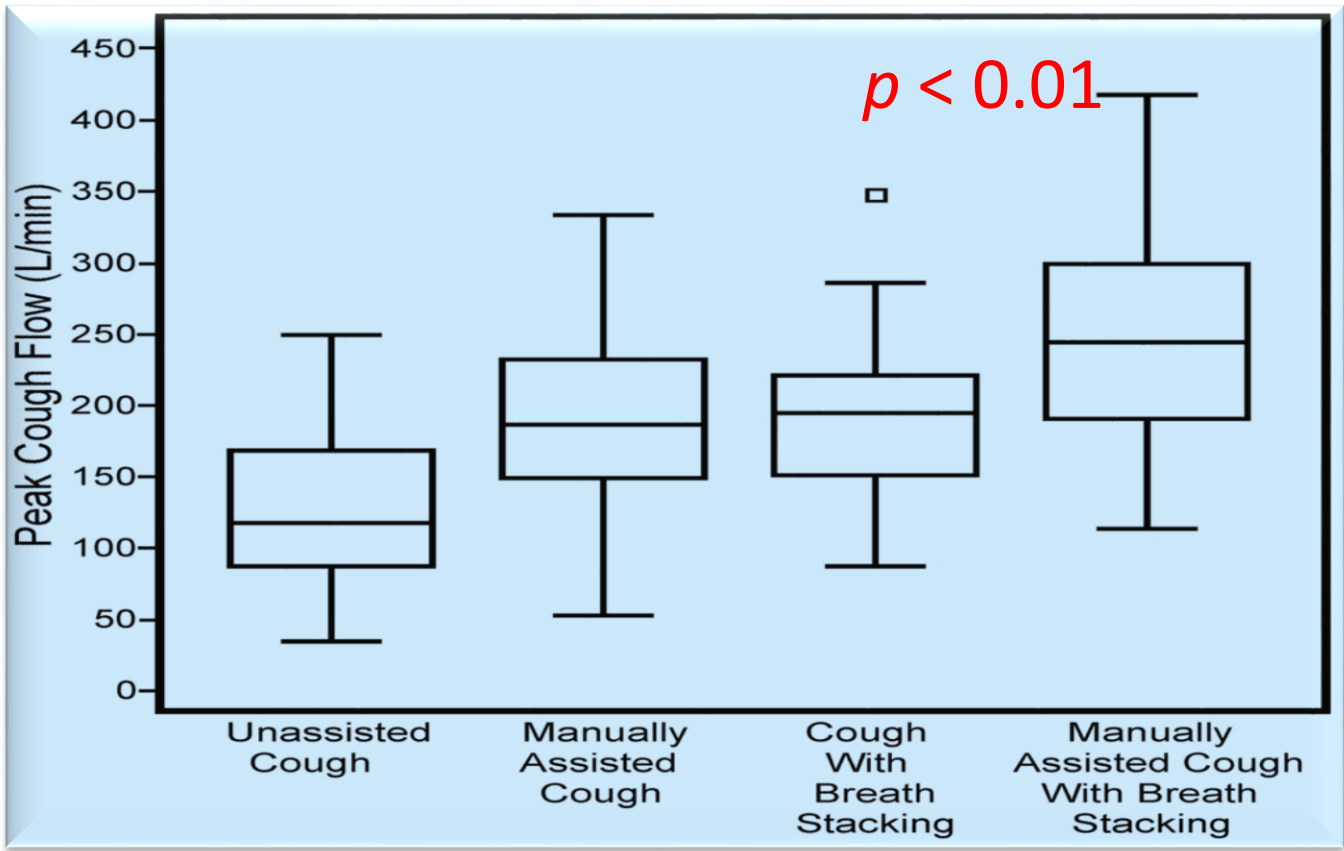 p < 0.01
Peak Cough Flow (L/min)
450
400
350
300
250
200
150
100
50
0
Unassisted
Cough
Manually
Assisted
Cough
Cough
With
Breath
Stacking
Manually
Assisted Cough
With Breath
Stacking